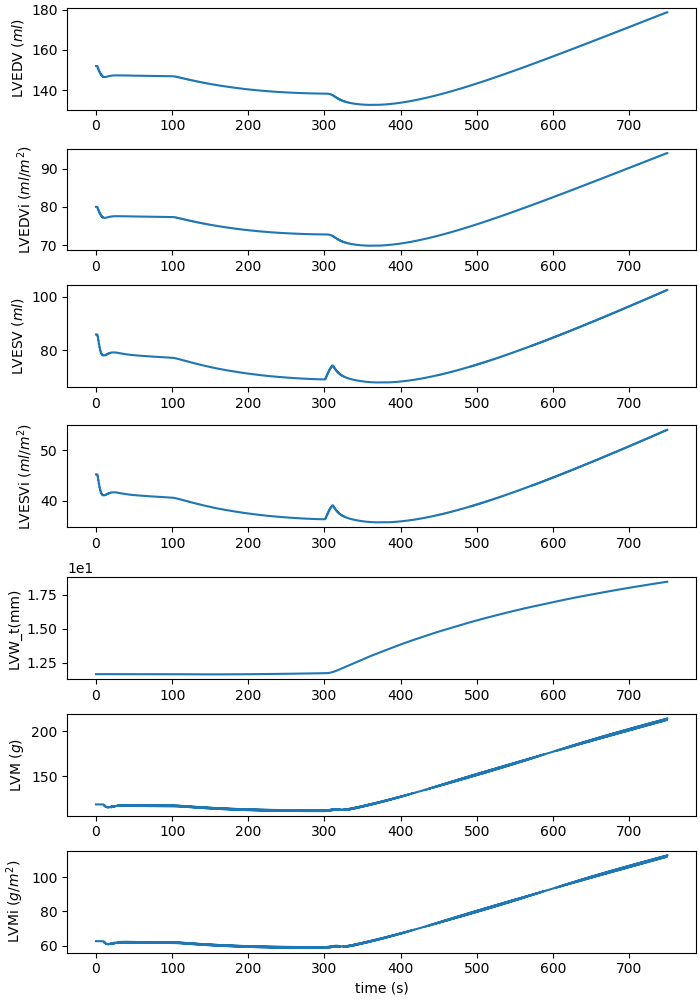 LVEDV (ml)
180
160
140
0 100 200 300 400 500 600 700
LVEDVi (ml/m²)
90
80
70
0 100 200 300 400 500 600 700
LVESV (ml)
100
80
0 100 200 300 400 500 600 700
LVESVi (ml/m²)
50
40
0 100 200 300 400 500 600 700
1e1
LVW_t(mm)
1.75
1.50
1.25
0 100 200 300 400 500 600 700
LVM (g)
200
150
0 100 200 300 400 500 600 700
LVMi (g/m²)
100
80
60
0 100 200 300 400 500 600 700
time (s)